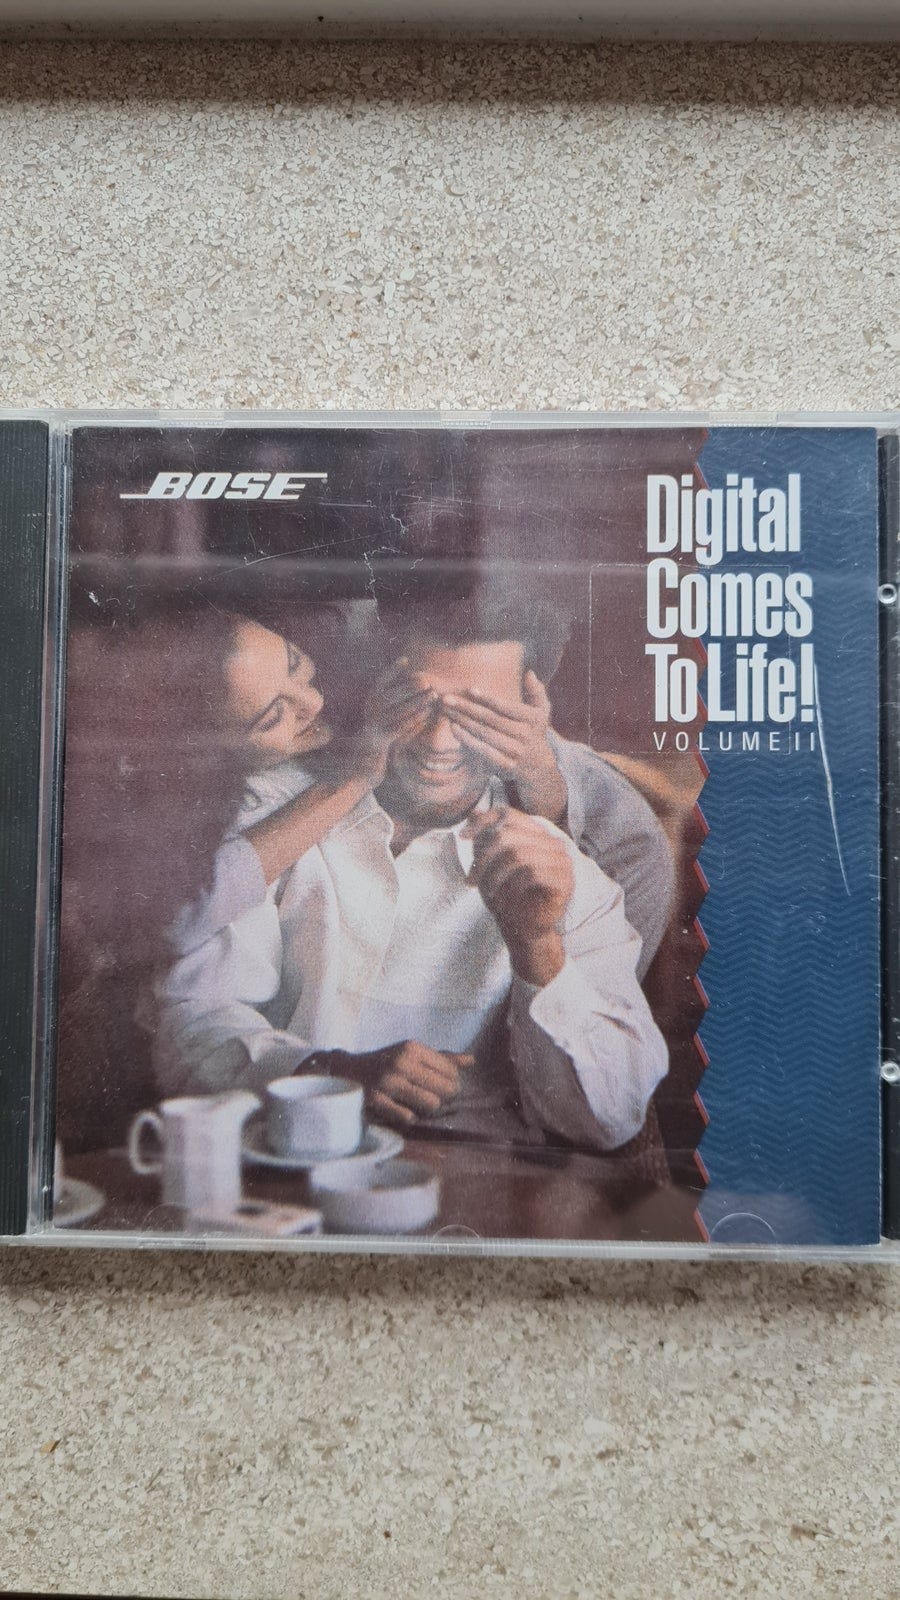 BOSE
Digital
Comes
To Life!
VOLUME II